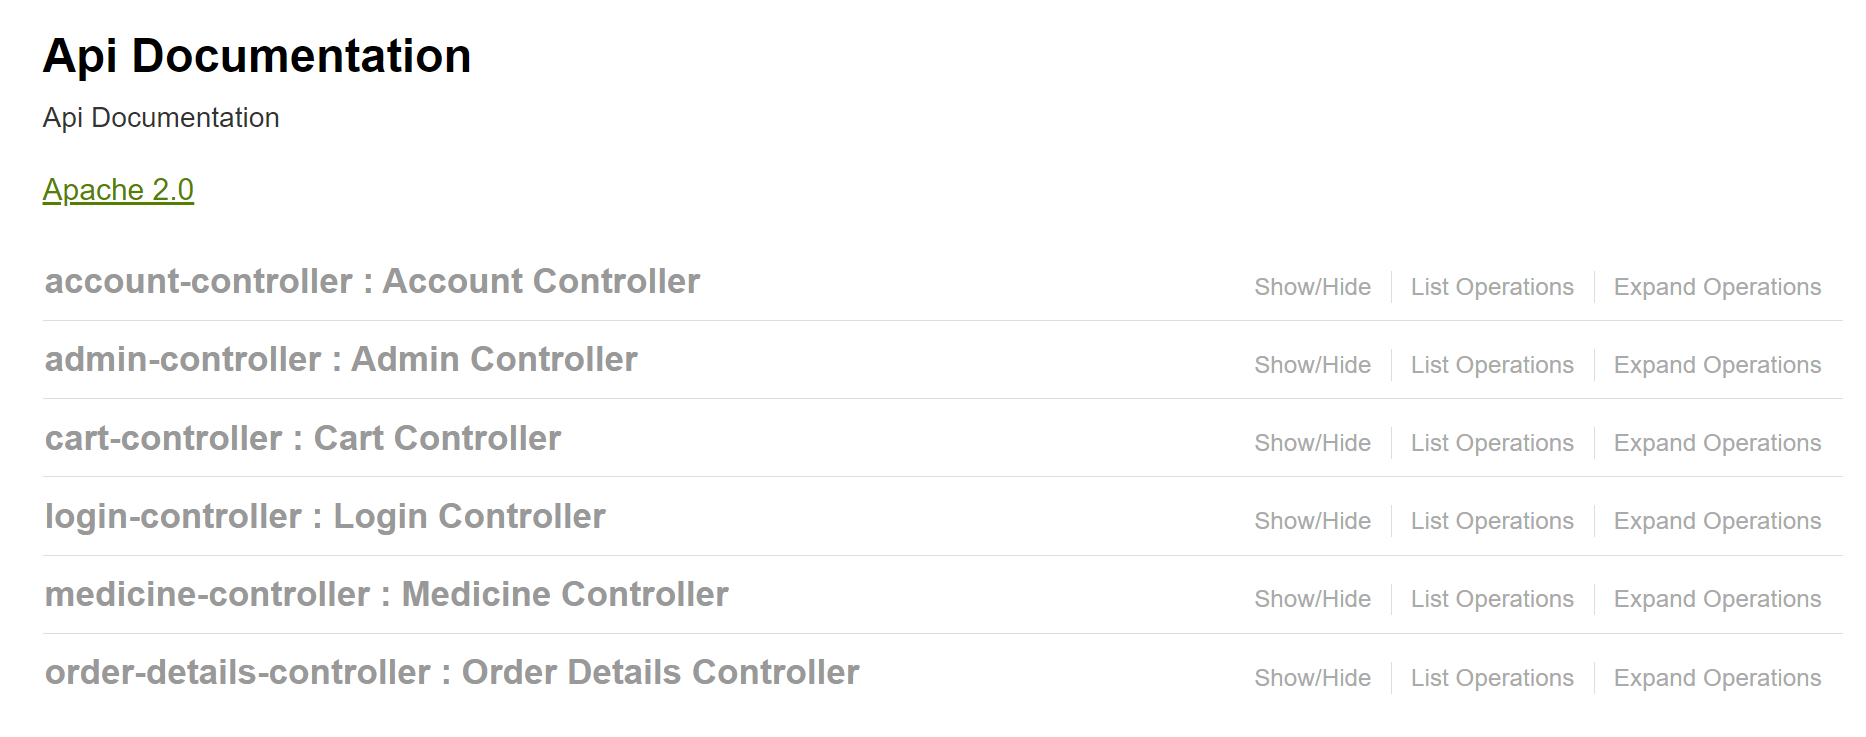 Api Documentation
Api Documentation
Apache 2.0
account-controller : Account Controller Show/Hide List Operations Expand Operations
admin-controller : Admin Controller Show/Hide List Operations Expand Operations
cart-controller : Cart Controller Show/Hide List Operations Expand Operations
login-controller : Login Controller Show/Hide List Operations Expand Operations
medicine-controller : Medicine Controller Show/Hide List Operations Expand Operations
order-details-controller : Order Details Controller Show/Hide List Operations Expand Operations